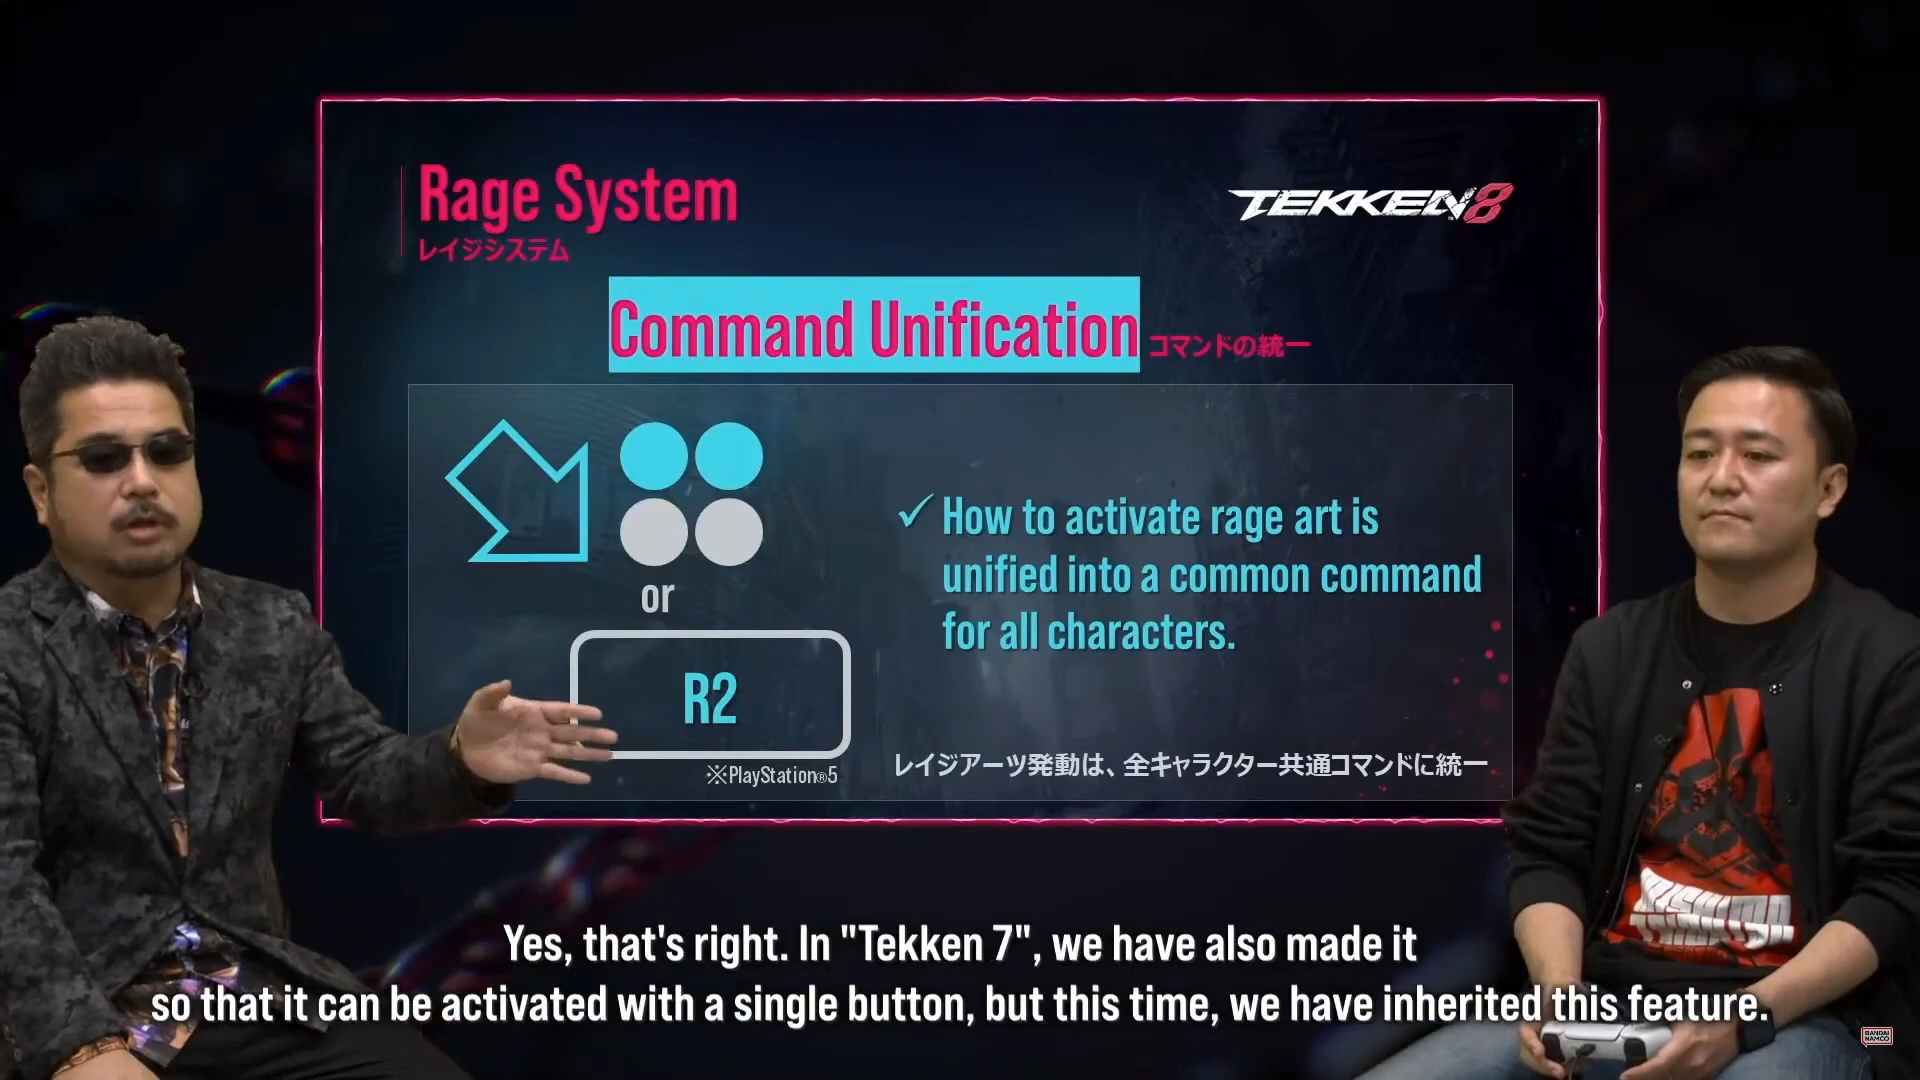 Rage System
レイジシステム
TEKKEN8
Command Unification コマンドの統一
or
R2
※PlayStation®5
✓ How to activate rage art is
unified into a common command
for all characters.
レイジアーツ発動は、全キャラクター共通コマンドに統一
Yes, that's right. In "Tekken 7", we have also made it
so that it can be activated with a single button, but this time, we have inherited this feature.
BANDAI
NAMCO